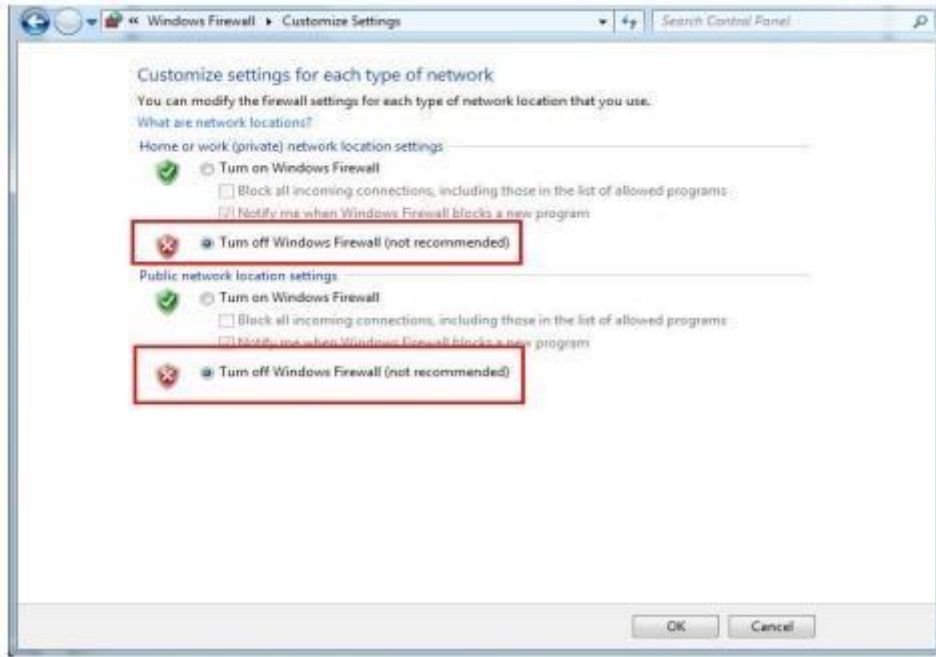 « Windows Firewall ▸ Customize Settings
Search Control Panel
Customize settings for each type of network
You can modify the firewall settings for each type of network location that you use.
What are network locations?
Home or work (private) network location settings
Turn on Windows Firewall
Block all incoming connections, including those in the list of allowed programs
Notify me when Windows Firewall blocks a new program
Turn off Windows Firewall (not recommended)
Public network location settings
Turn on Windows Firewall
Block all incoming connections, including those in the list of allowed programs
Notify me when Windows Firewall blocks a new program
Turn off Windows Firewall (not recommended)
OK
Cancel